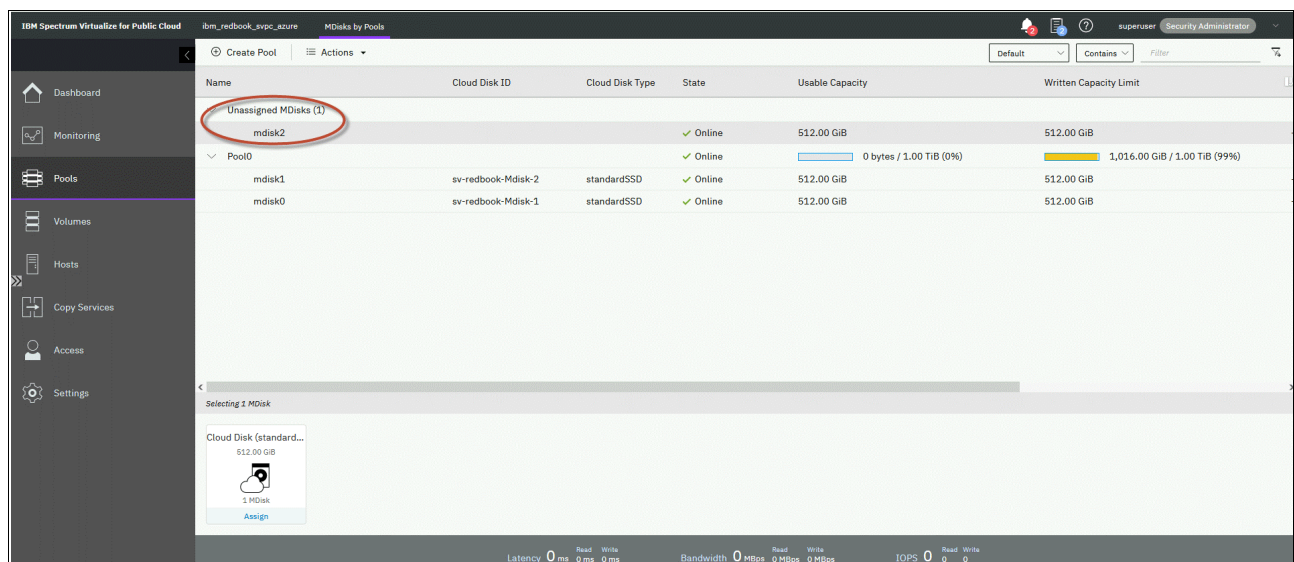 IBM Spectrum Virtualize for Public Cloud ibm_redbook_svpc_azure MDisks by Pools 2 2 superuser Security Administrator
Create Pool Actions Default Contains Filter
Name Cloud Disk ID Cloud Disk Type State Usable Capacity Written Capacity Limit
Dashboard
Unassigned MDisks (1)
Monitoring
mdisk2 Online 512.00 GiB 512.00 GiB
Pool0 Online 0 bytes / 1.00 TiB (0%) 1,016.00 GiB / 1.00 TiB (99%)
Pools
mdisk1 sv-redbook-Mdisk-2 standardSSD Online 512.00 GiB 512.00 GiB
mdisk0 sv-redbook-Mdisk-1 standardSSD Online 512.00 GiB 512.00 GiB
Volumes
Hosts
Copy Services
Access
Settings
Selecting 1 MDisk
Cloud Disk (standard...
512.00 GiB
1 MDisk
Assign
Latency 0 ms Read 0 ms Write 0 ms Bandwidth 0 MBps Read 0 MBps Write 0 MBps IOPS 0 Read 0 Write 0